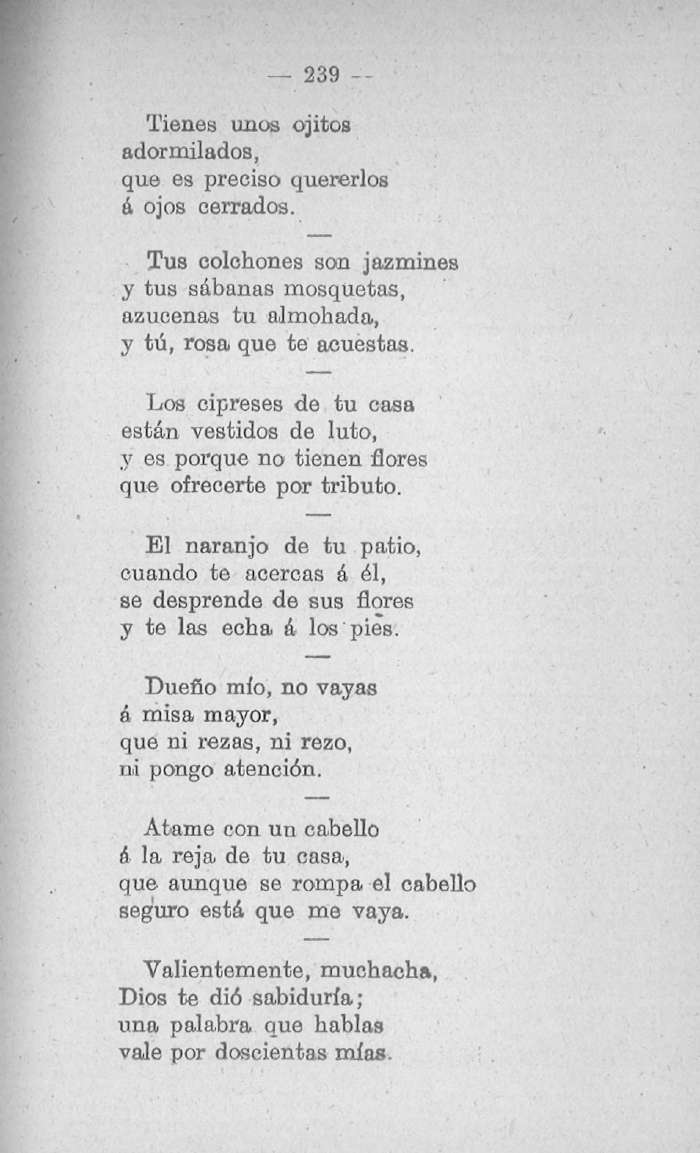 — 239 —
Tienes unos ojitos
adormilados,
que es preciso quererlos
á ojos cerrados.
Tus colchones son jazmines
y tus sábanas mosquetas,
azucenas tu almohada,
y tú, rosa que te acuestas.
Los cipreses de tu casa
están vestidos de luto,
y es porque no tienen flores
que ofrecerte por tributo.
El naranjo de tu patio,
cuando te acercas á él,
se desprende de sus flores
y te las echa á los piés.
Dueño mío, no vayas
á misa mayor,
que ni rezas, ni rezo,
ni pongo atención.
Atame con un cabello
á la reja de tu casa,
que aunque se rompa el cabello
seguro está que me vaya.
Valientemente, muchacha,
Dios te dió sabiduría;
una palabra que hablas
vale por doscientas mías.